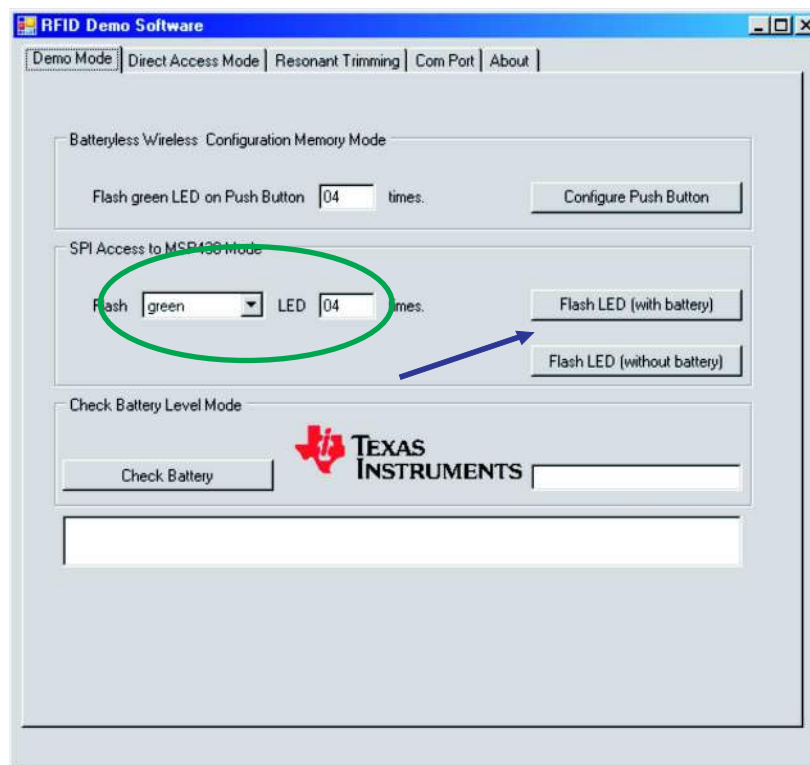 RFID Demo Software
Demo Mode Direct Access Mode Resonant Trimming Com Port About
Batteryless Wireless Configuration Memory Mode
Flash green LED on Push Button 04 times. Configure Push Button
SPI Access to MSP430 Mode
Flash green LED 04 times. Flash LED (with battery)
Flash LED (without battery)
Check Battery Level Mode
TEXAS
INSTRUMENTS
Check Battery